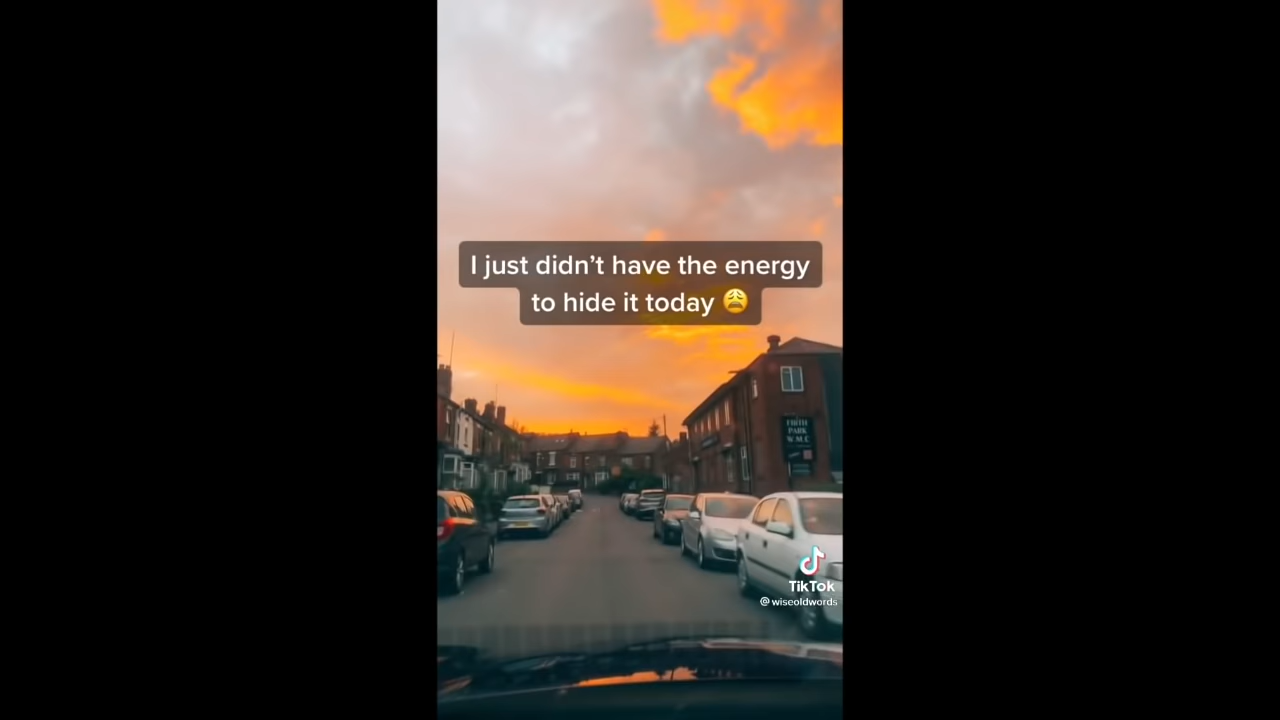 I just didn’t have the energy
to hide it today 😩
FIRTH
PARK
W.M.C
TikTok
@wiseoldwords